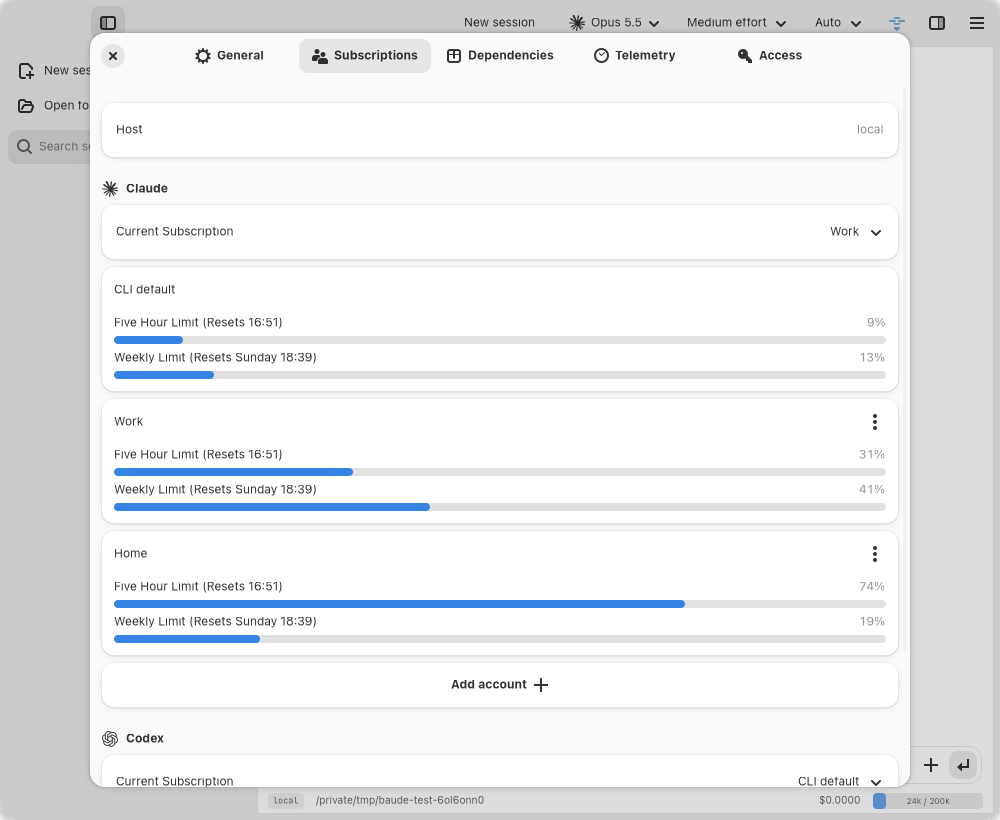 New session Opus 5.5 Medium effort Auto
General Subscriptions Dependencies Telemetry Access
New ses
Open to
Search s
Host local
Claude
Current Subscription Work
CLI default
Five Hour Limit (Resets 16:51) 9%
Weekly Limit (Resets Sunday 18:39) 13%
Work
Five Hour Limit (Resets 16:51) 31%
Weekly Limit (Resets Sunday 18:39) 41%
Home
Five Hour Limit (Resets 16:51) 74%
Weekly Limit (Resets Sunday 18:39) 19%
Add account
Codex
Current Subscription CLI default
local /private/tmp/baude-test-6ol6onn0 $0.0000 24k / 200k